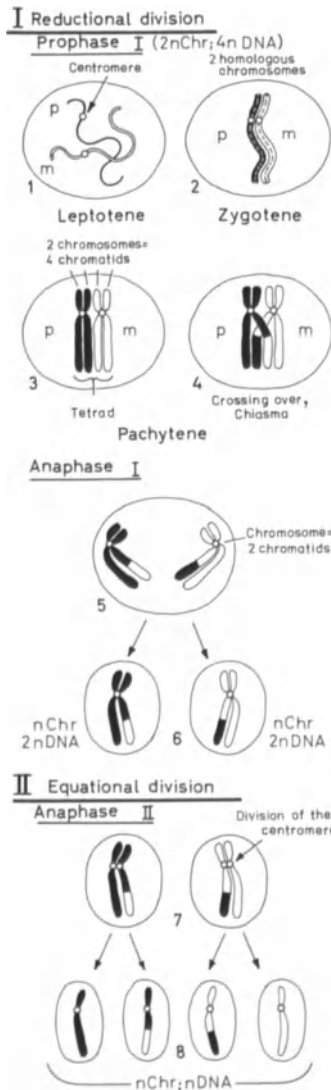 I Reductional division
Prophase I (2nChr; 4n DNA)
Centromere
p
m
1
Leptotene
2 homologous
chromosomes
p
m
2
Zygotene
2 chromosomes=
4 chromatids
p
m
3
Tetrad
p
m
4
Crossing over,
Chiasma
Pachytene
Anaphase I
Chromosome=
2 chromatids
5
nChr
2nDNA
6
nChr
2nDNA
II Equational division
Anaphase II
Division of the
centromere
7
8
nChr; nDNA